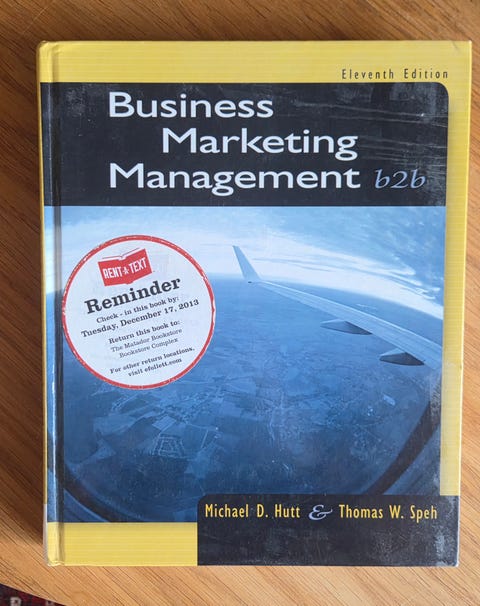 Eleventh Edition
Business
Marketing
Management b2b
RENT-A-TEXT
Reminder
Check - in this book by:
Tuesday, December 17, 2013
Return this book to:
The Matador Bookstore
Bookstore Complex
For other return locations,
visit efollett.com
Michael D. Hutt & Thomas W. Speh